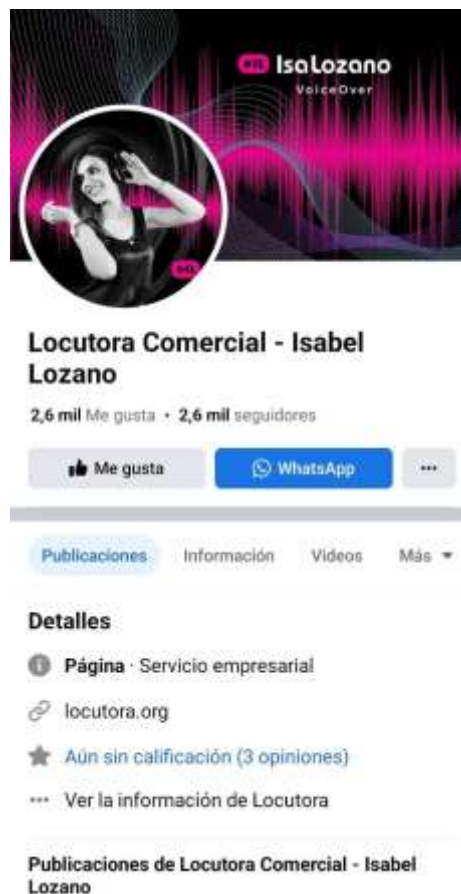 IsaLozano
VoiceOver
Locutora Comercial - Isabel
Lozano
2,6 mil Me gusta • 2,6 mil seguidores
Me gusta
WhatsApp
Publicaciones Información Videos Más
Detalles
Página · Servicio empresarial
locutora.org
Aún sin calificación (3 opiniones)
Ver la información de Locutora
Publicaciones de Locutora Comercial - Isabel
Lozano